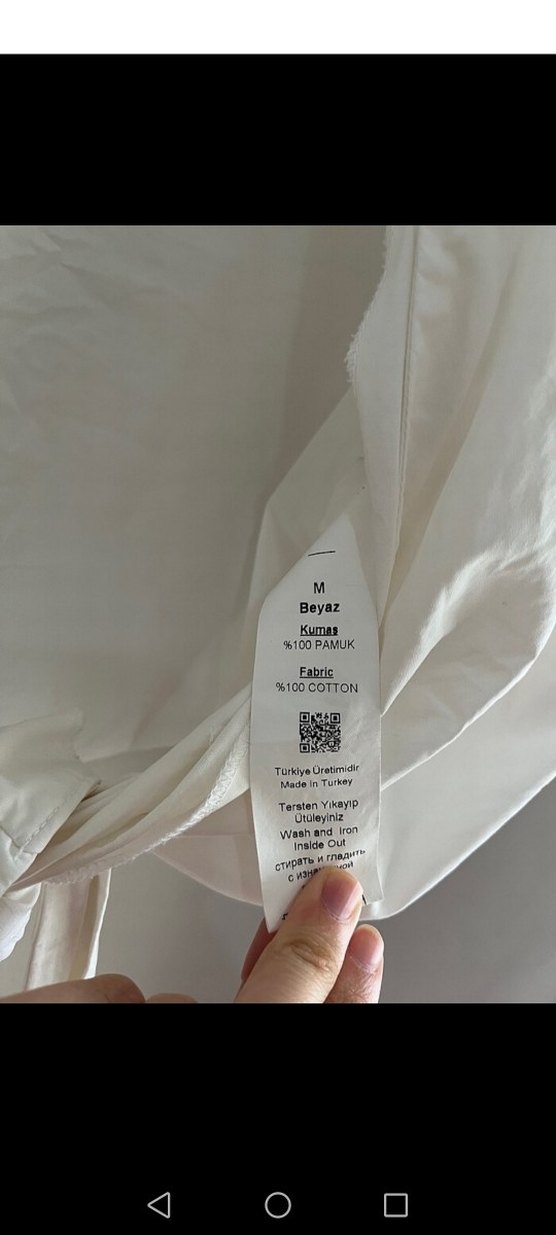 M
Beyaz
Kumaş
%100 PAMUK
Fabric
%100 COTTON
Türkiye Üretimidir
Made in Turkey
Tersten Yıkayıp
Ütüleyiniz
Wash and Iron
Inside Out
стирать и гладить
с